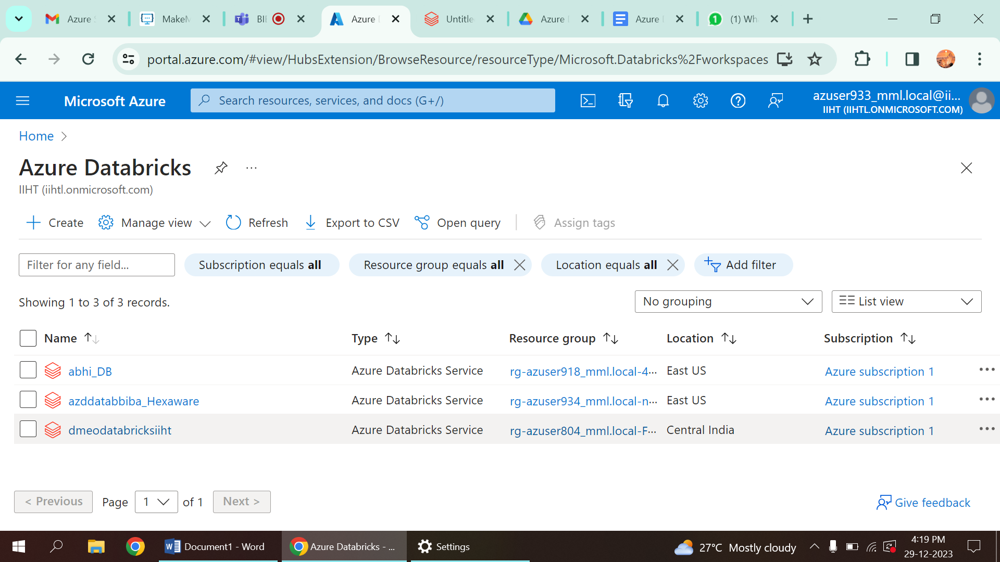 Azure
MakeM
Azure
Untitle
Azure
Azure
(1) Wh
portal.azure.com/#view/HubsExtension/BrowseResource/resourceType/Microsoft.Databricks%2Fworkspaces
Microsoft Azure
Search resources, services, and docs (G+/)
azuser933_mml.local@ii...
IIHT (IIHTL.ONMICROSOFT.COM)
Home
Azure Databricks
IIHT (iihtl.onmicrosoft.com)
Create
Manage view
Refresh
Export to CSV
Open query
Assign tags
Filter for any field...
Subscription equals all
Resource group equals all
Location equals all
Add filter
Showing 1 to 3 of 3 records.
No grouping
List view
Name Type Resource group Location Subscription
abhi_DB Azure Databricks Service rg-azuser918_mml.local-4... East US Azure subscription 1
azddatabbiba_Hexaware Azure Databricks Service rg-azuser934_mml.local-n... East US Azure subscription 1
dmeodatabricksiiht Azure Databricks Service rg-azuser804_mml.local-F... Central India Azure subscription 1
< Previous Page 1 of 1 Next >
Give feedback
Document1 - Word
Azure Databricks - ...
Settings
27°C Mostly cloudy
4:19 PM
29-12-2023